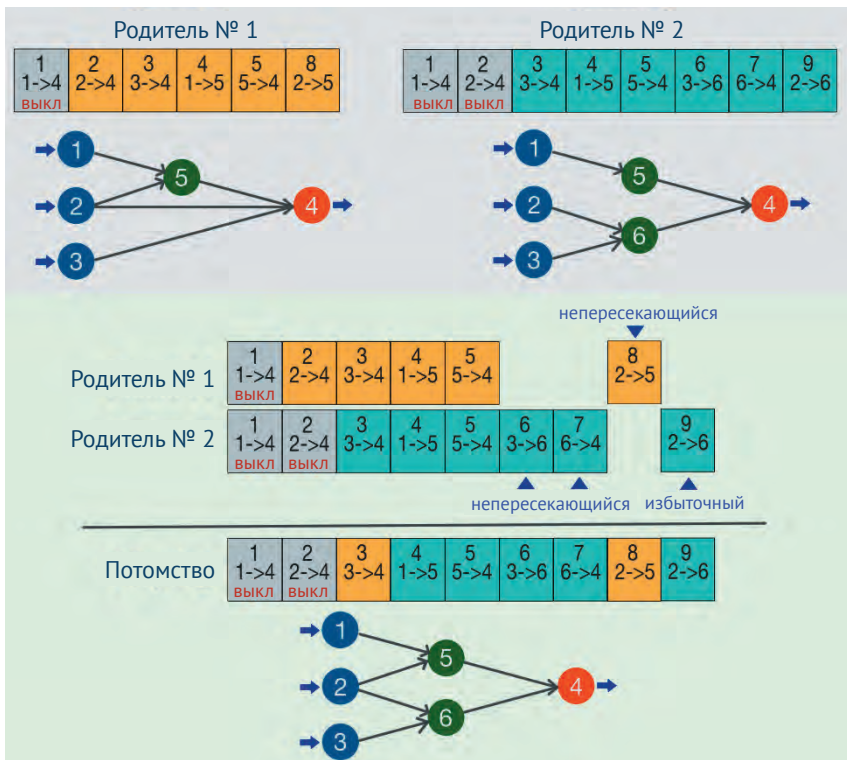 Родитель № 1
Родитель № 2
1 2 3 4 5 8
1->4 2->4 3->4 1->5 5->4 2->5
выкл
1 2 3 4 5 6 7 9
1->4 2->4 3->4 1->5 5->4 3->6 6->4 2->6
выкл выкл
1
5
2
4
3
1
5
2
4
6
3
непересекающийся
Родитель № 1
1 2 3 4 5 8
1->4 2->4 3->4 1->5 5->4 2->5
выкл
Родитель № 2
1 2 3 4 5 6 7 9
1->4 2->4 3->4 1->5 5->4 3->6 6->4 2->6
выкл выкл
непересекающийся избыточный
Потомство
1 2 3 4 5 6 7 8 9
1->4 2->4 3->4 1->5 5->4 3->6 6->4 2->5 2->6
выкл выкл
1
5
2
4
6
3